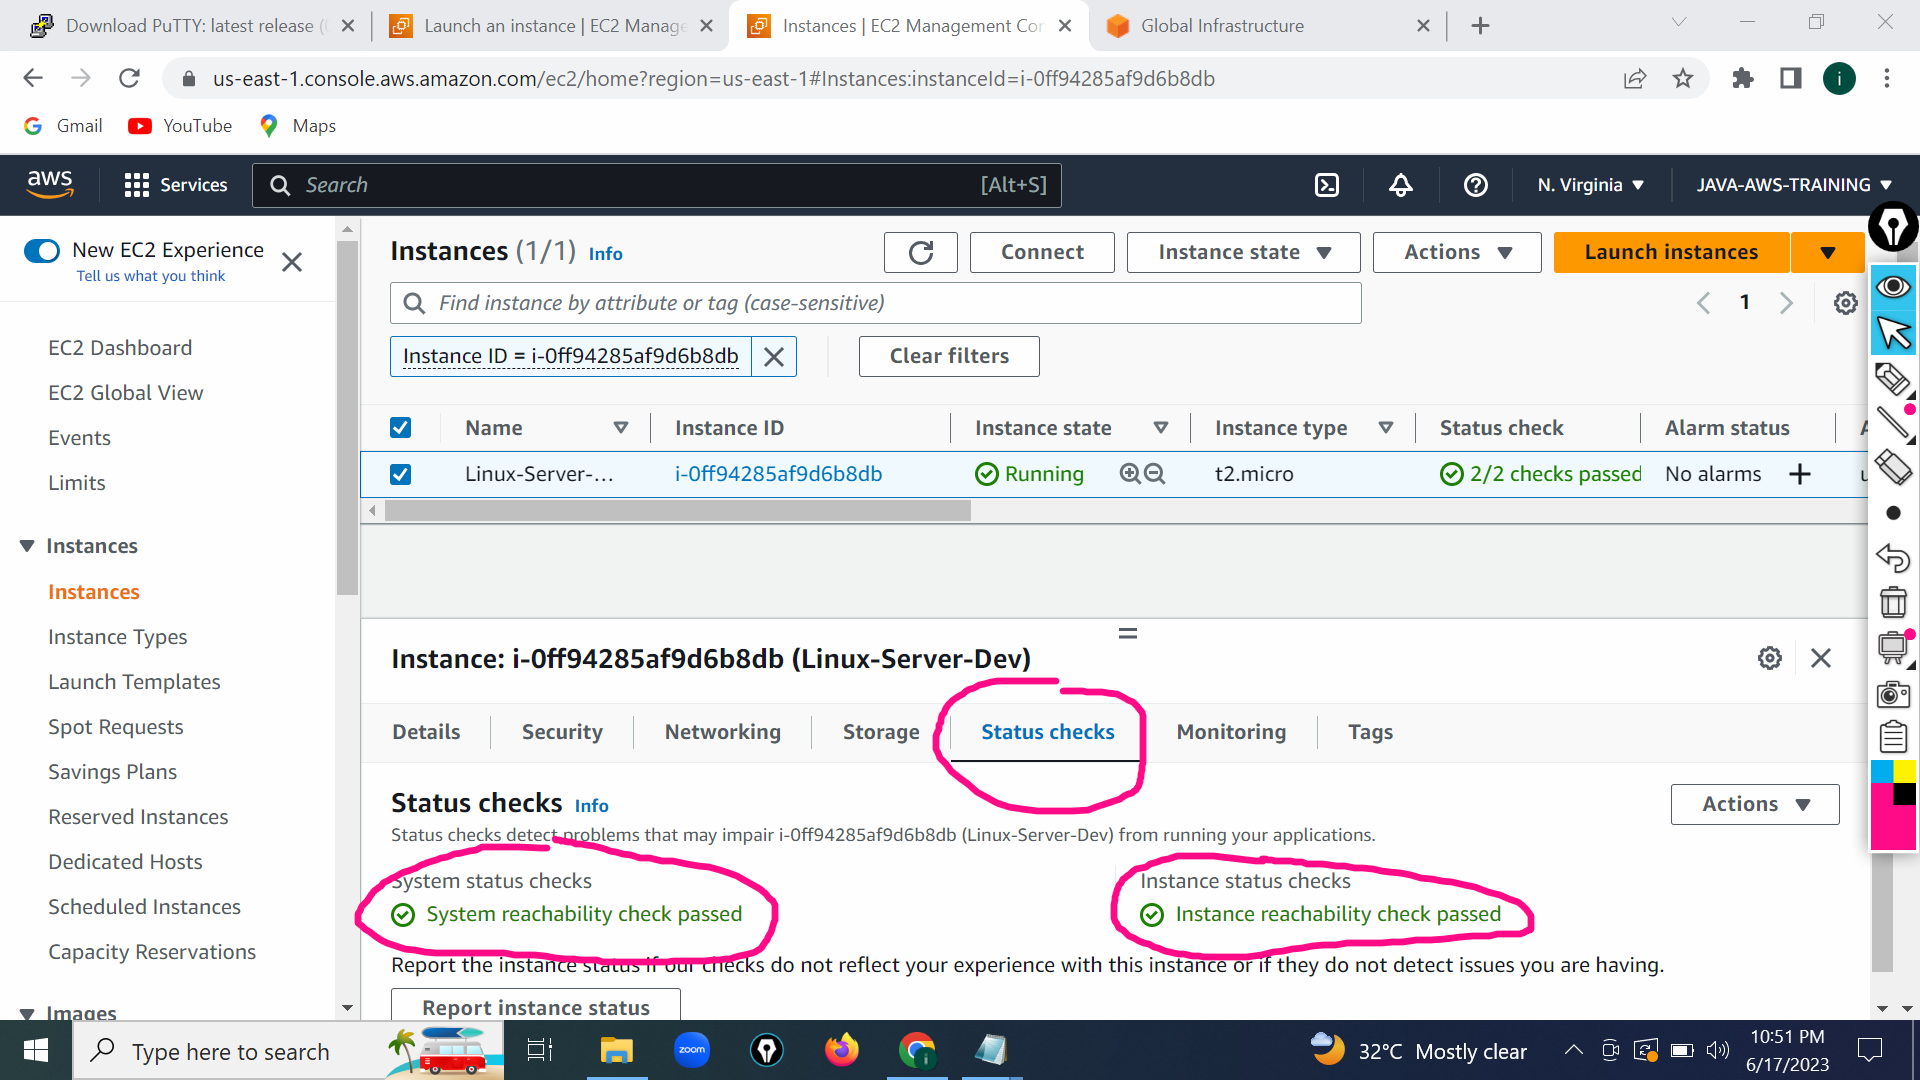 Download PuTTY: latest release (
Launch an instance | EC2 Manage
Instances | EC2 Management Co
Global Infrastructure
us-east-1.console.aws.amazon.com/ec2/home?region=us-east-1#Instances:instanceId=i-0ff94285af9d6b8db
i
Gmail
YouTube
Maps
aws
Services
Search
[Alt+S]
N. Virginia
JAVA-AWS-TRAINING
New EC2 Experience
Tell us what you think
EC2 Dashboard
EC2 Global View
Events
Limits
Instances
Instances
Instance Types
Launch Templates
Spot Requests
Savings Plans
Reserved Instances
Dedicated Hosts
Scheduled Instances
Capacity Reservations
Images
Instances (1/1) Info
Connect
Instance state
Actions
Launch instances
Find instance by attribute or tag (case-sensitive)
1
Instance ID = i-0ff94285af9d6b8db
Clear filters
Name
Instance ID
Instance state
Instance type
Status check
Alarm status
Linux-Server-...
i-0ff94285af9d6b8db
Running
t2.micro
2/2 checks passed
No alarms
Instance: i-0ff94285af9d6b8db (Linux-Server-Dev)
Details
Security
Networking
Storage
Status checks
Monitoring
Tags
Status checks Info
Actions
Status checks detect problems that may impair i-0ff94285af9d6b8db (Linux-Server-Dev) from running your applications.
System status checks
System reachability check passed
Instance status checks
Instance reachability check passed
Report the instance status if our checks do not reflect your experience with this instance or if they do not detect issues you are having.
Report instance status
Type here to search
zoom
32°C Mostly clear
10:51 PM
6/17/2023